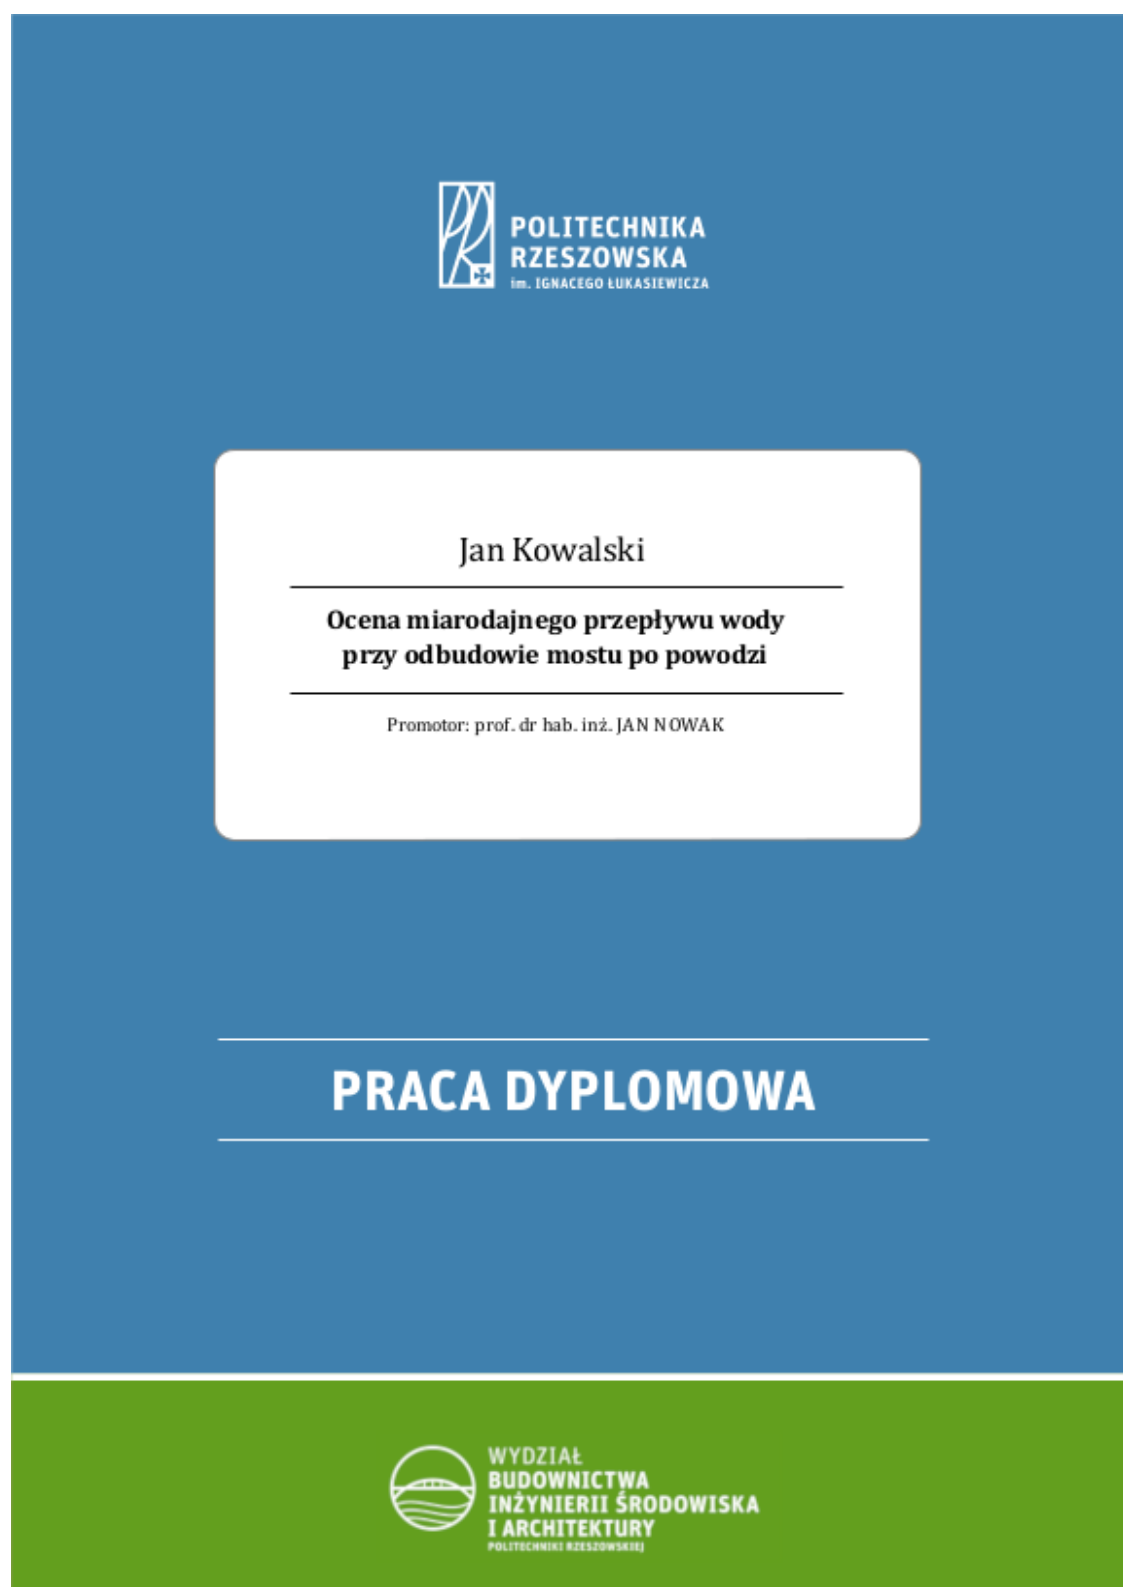 POLITECHNIKA
RZESZOWSKA
im. IGNACEGO ŁUKASIEWICZA
Jan Kowalski
Ocena miarodajnego przepływu wody
przy odbudowie mostu po powodzi
Promotor: prof. dr hab. inż. JAN NOWAK
PRACA DYPLOMOWA
WYDZIAŁ
BUDOWNICTWA
INŻYNIERII ŚRODOWISKA
I ARCHITEKTURY
POLITECHNIKI RZESZOWSKIEJ